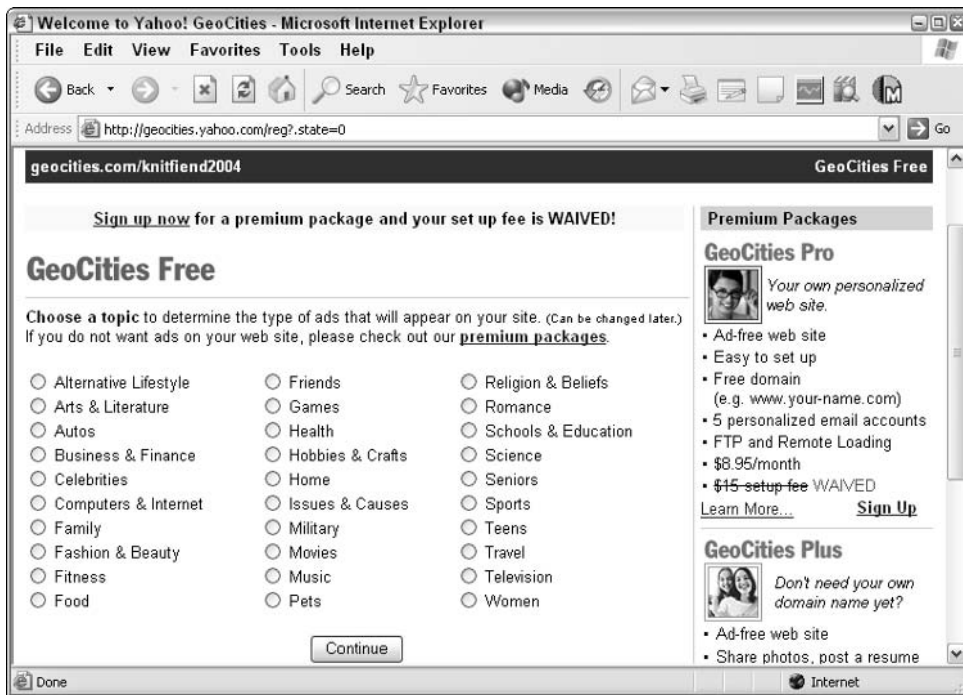 Welcome to Yahoo! GeoCities - Microsoft Internet Explorer
File Edit View Favorites Tools Help
Back Search Favorites Media
Address http://geocities.yahoo.com/reg?.state=0 Go
geocities.com/knitfiend2004 GeoCities Free
Sign up now for a premium package and your set up fee is WAIVED!
GeoCities Free
Choose a topic to determine the type of ads that will appear on your site. (Can be changed later.)
If you do not want ads on your web site, please check out our premium packages.
Alternative Lifestyle Friends Religion & Beliefs
Arts & Literature Games Romance
Autos Health Schools & Education
Business & Finance Hobbies & Crafts Science
Celebrities Home Seniors
Computers & Internet Issues & Causes Sports
Family Military Teens
Fashion & Beauty Movies Travel
Fitness Music Television
Food Pets Women
Continue
Premium Packages
GeoCities Pro
Your own personalized
web site.
• Ad-free web site
• Easy to set up
• Free domain
(e.g. www.your-name.com)
• 5 personalized email accounts
• FTP and Remote Loading
• $8.95/month
• $15 setup fee WAIVED
Learn More... Sign Up
GeoCities Plus
Don't need your own
domain name yet?
• Ad-free web site
• Share photos, post a resume
Done Internet